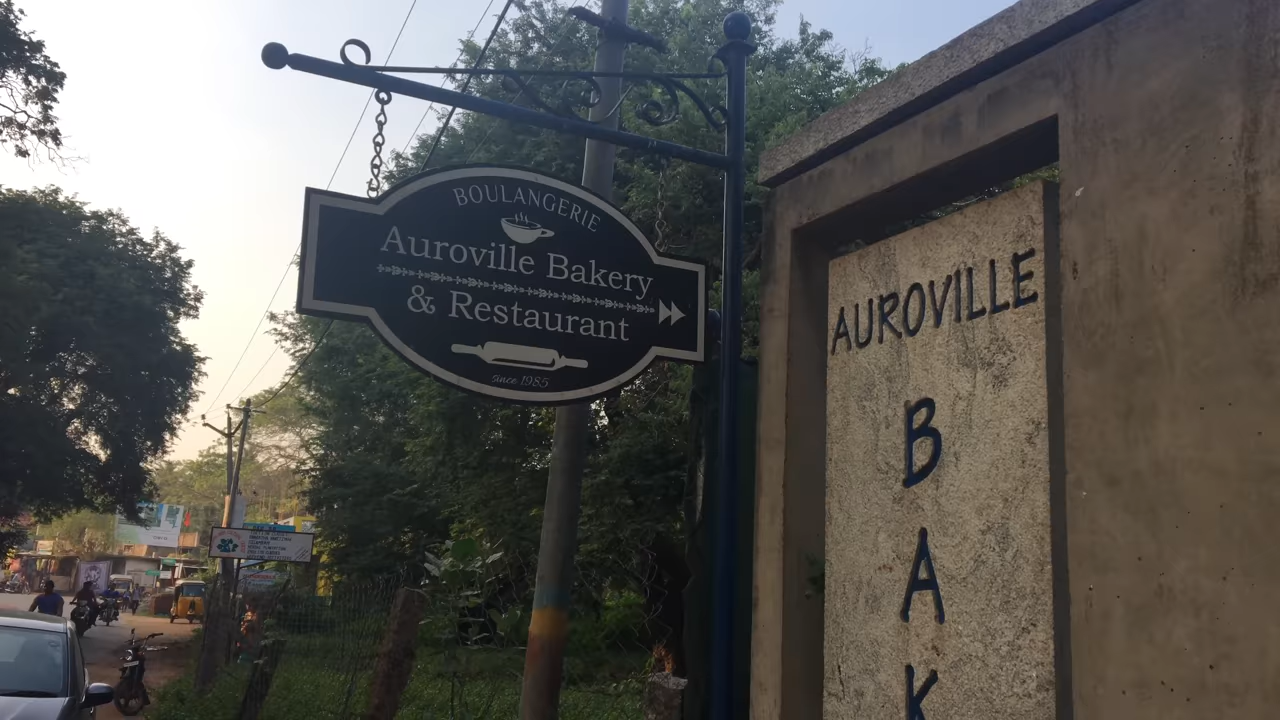 BOULANGERIE
Auroville Bakery
& Restaurant
since 1985
AUROVILLE
B
A
K